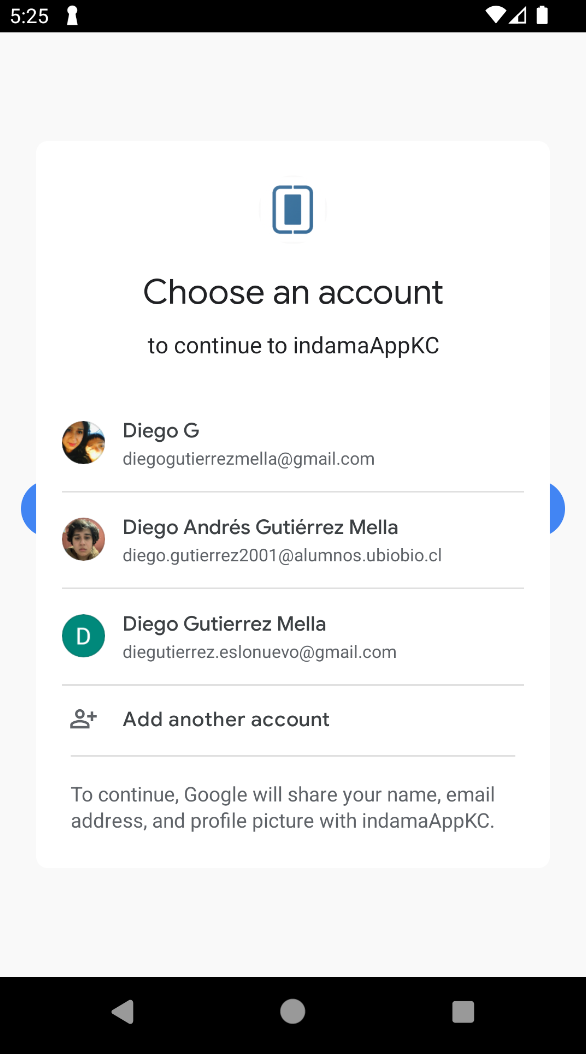 5:25
Choose an account
to continue to indamaAppKC
Diego G
diegogutierrezmella@gmail.com
Diego Andrés Gutiérrez Mella
diego.gutierrez2001@alumnos.ubiobio.cl
D
Diego Gutierrez Mella
diegutierrez.eslonuevo@gmail.com
Add another account
To continue, Google will share your name, email
address, and profile picture with indamaAppKC.